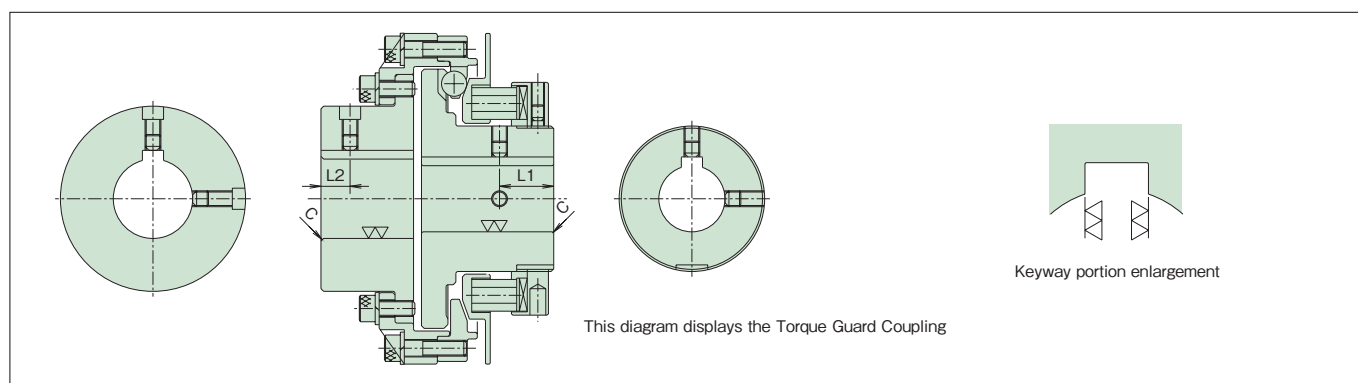 L2
L1
C
C
This diagram displays the Torque Guard Coupling
Keyway portion enlargement